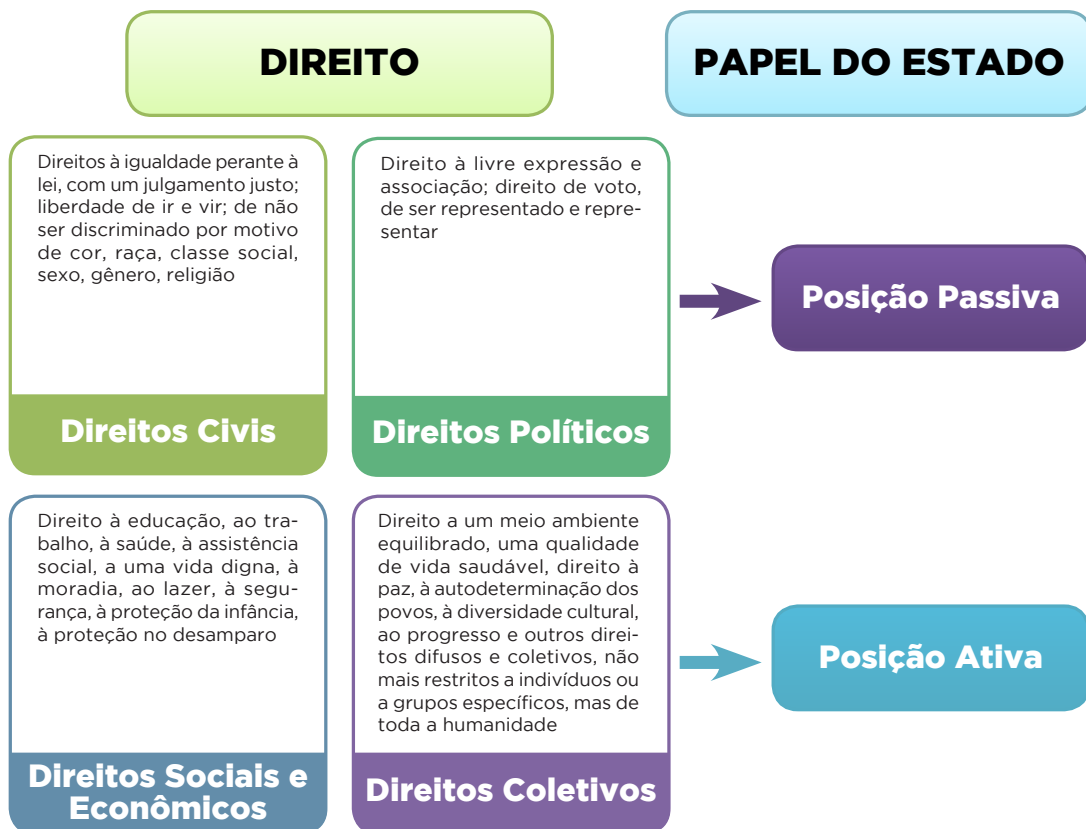 DIREITO
PAPEL DO ESTADO
Direitos à igualdade perante à
lei, com um julgamento justo;
liberdade de ir e vir; de não
ser discriminado por motivo
de cor, raça, classe social,
sexo, gênero, religião
Direitos Civis
Direito à livre expressão e
associação; direito de voto,
de ser representado e repre-
sentar
Direitos Políticos
Posição Passiva
Direito à educação, ao tra-
balho, à saúde, à assistência
social, a uma vida digna, à
moradia, ao lazer, à segu-
rança, à proteção da infância,
à proteção no desamparo
Direitos Sociais e
Econômicos
Direito a um meio ambiente
equilibrado, uma qualidade
de vida saudável, direito à
paz, à autodeterminação dos
povos, à diversidade cultural,
ao progresso e outros direi-
tos difusos e coletivos, não
mais restritos a indivíduos ou
a grupos específicos, mas de
toda a humanidade
Direitos Coletivos
Posição Ativa